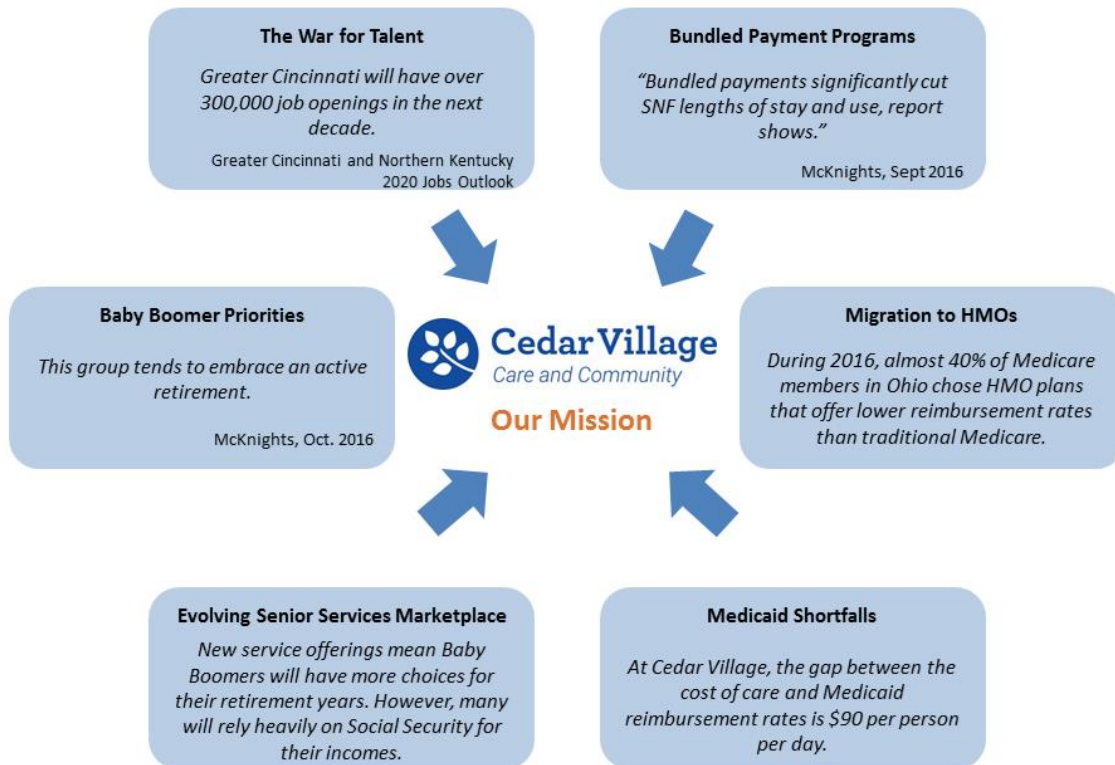 The War for Talent
Greater Cincinnati will have over
300,000 job openings in the next
decade.
Greater Cincinnati and Northern Kentucky
2020 Jobs Outlook
Bundled Payment Programs
“Bundled payments significantly cut
SNF lengths of stay and use, report
shows.”
McKnights, Sept 2016
Baby Boomer Priorities
This group tends to embrace an active
retirement.
McKnights, Oct. 2016
Cedar Village
Care and Community
Our Mission
Migration to HMOs
During 2016, almost 40% of Medicare
members in Ohio chose HMO plans
that offer lower reimbursement rates
than traditional Medicare.
Evolving Senior Services Marketplace
New service offerings mean Baby
Boomers will have more choices for
their retirement years. However, many
will rely heavily on Social Security for
their incomes.
Medicaid Shortfalls
At Cedar Village, the gap between the
cost of care and Medicaid
reimbursement rates is $90 per person
per day.